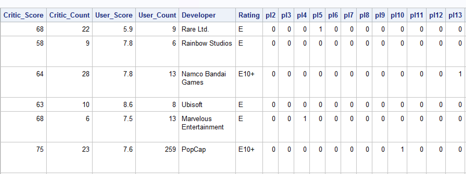 Critic_Score Critic_Count User_Score User_Count Developer Rating pl2 pl3 pl4 pl5 pl6 pl7 pl8 pl9 pl10 pl11 pl12 pl13
68 22 5.9 9 Rare Ltd. E 0 0 0 1 0 0 0 0 0 0 0 0
58 9 7.8 6 Rainbow Studios E 0 0 0 0 0 0 0 0 0 0 0 0
64 28 7.8 13 Namco Bandai E10+ 0 0 0 0 0 0 0 0 0 0 0 1
Games
63 10 8.6 8 Ubisoft E 0 0 0 0 0 0 0 0 0 0 0 0
68 6 7.5 13 Marvelous E 0 0 1 0 0 0 0 0 0 0 0 0
Entertainment
75 23 7.6 259 PopCap E10+ 0 0 0 0 0 0 0 0 1 0 0 0